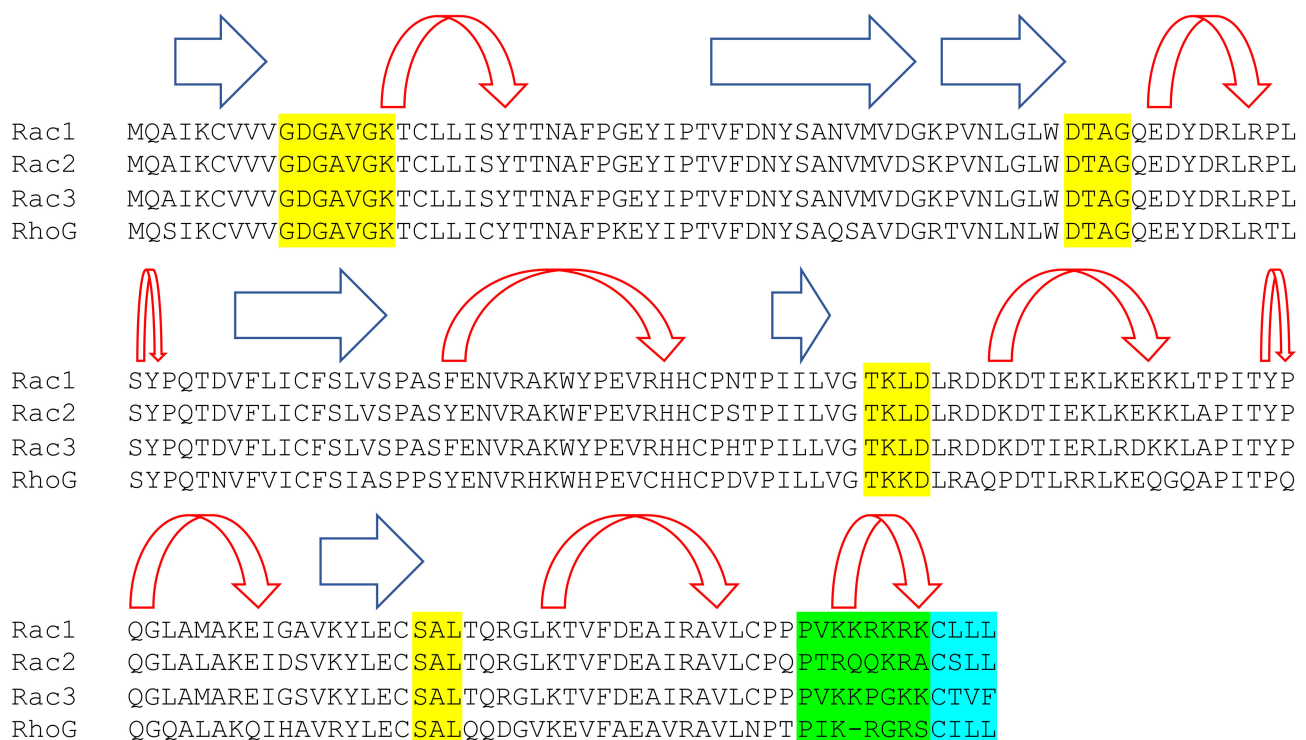 Rac1 MQAIKCVVVGDGAVGKTCLLISYTTNAFPGEYIPTVFDNYSANVMVDGKPVNLGLWDTAGQEDYDRLRPL
Rac2 MQAIKCVVVGDGAVGKTCLLISYTTNAFPGEYIPTVFDNYSANVMVDSKPVNLGLWDTAGQEDYDRLRPL
Rac3 MQAIKCVVVGDGAVGKTCLLISYTTNAFPGEYIPTVFDNYSANVMVDGKPVNLGLWDTAGQEDYDRLRPL
RhoG MQSIKCVVVGDGAVGKTCLLICYTTNAFPKEYIPTVFDNYSAQSAVDGRTVNLNLWDTAGQEEYDRLRTL
Rac1 SYPQTDVFLICFSLVSPASFENVRAKWYPEVRHHCPNTPIILVGTKLDLRDDKDTIEKLKEKKLTPITYP
Rac2 SYPQTDVFLICFSLVSPASYENVRAKWFPEVRHHCPSTPIILVGTKLDLRDDKDTIEKLKEKKLAPITYP
Rac3 SYPQTDVFLICFSLVSPASFENVRAKWYPEVRHHCPHTPILLVGTKLDLRDDKDTIERLRDKKLAPITYP
RhoG SYPQTNVFVICFSIASPPSYENVRHKWHPEVCHHCPDVPILLVGTKKDLRAQPDTLRRLKEQGQAPITPQ
Rac1 QGLAMAKEIGAVKYLECSALTQRGLKTVFDEAIRAVLCPPPVKKRKRKCLLL
Rac2 QGLALAKEIDSVKYLECSALTQRGLKTVFDEAIRAVLCPQPTRQQKRACSLL
Rac3 QGLAMAREIGSVKYLECSALTQRGLKTVFDEAIRAVLCPPPVKKPGKKCTVF
RhoG QGQALAKQIHAVRYLECSALQQDGVKEVFAEAVRAVLNPTPIK-RGRSCILL